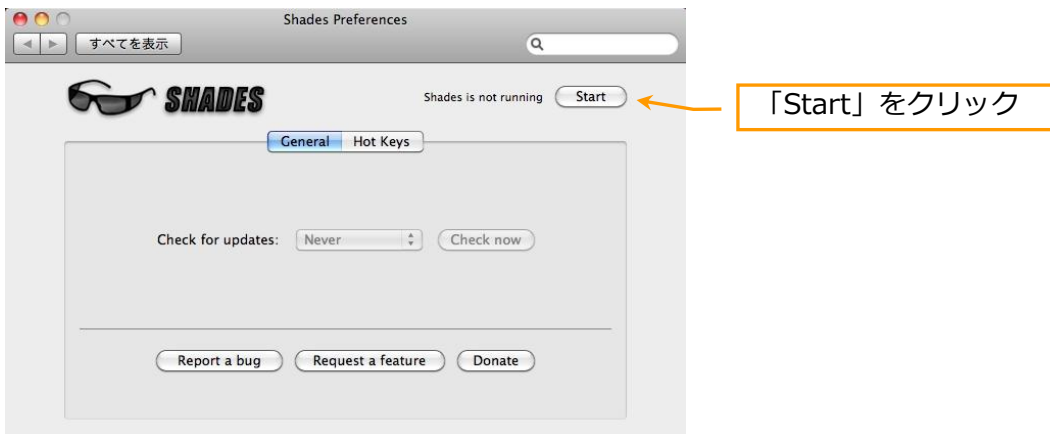 Shades Preferences
すべてを表示
SHADES
Shades is not running Start
「Start」をクリック
General Hot Keys
Check for updates: Never Check now
Report a bug Request a feature Donate